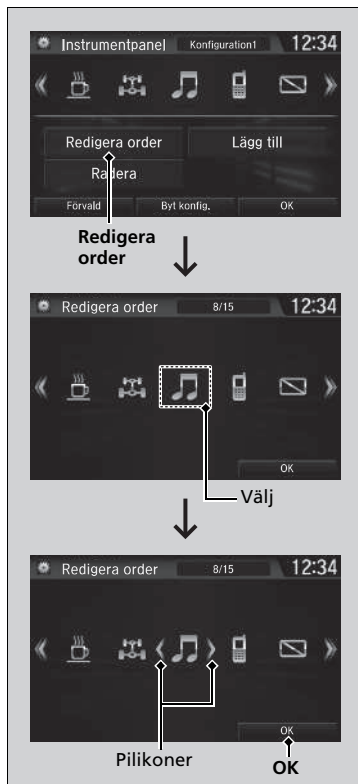 Instrumentpanel Konfiguration1 12:34
Redigera order Lägg till
Radera
Förvald Byt konfig. OK
Redigera
order
Redigera order 8/15 12:34
OK
Välj
Redigera order 8/15 12:34
OK
Pilikoner
OK